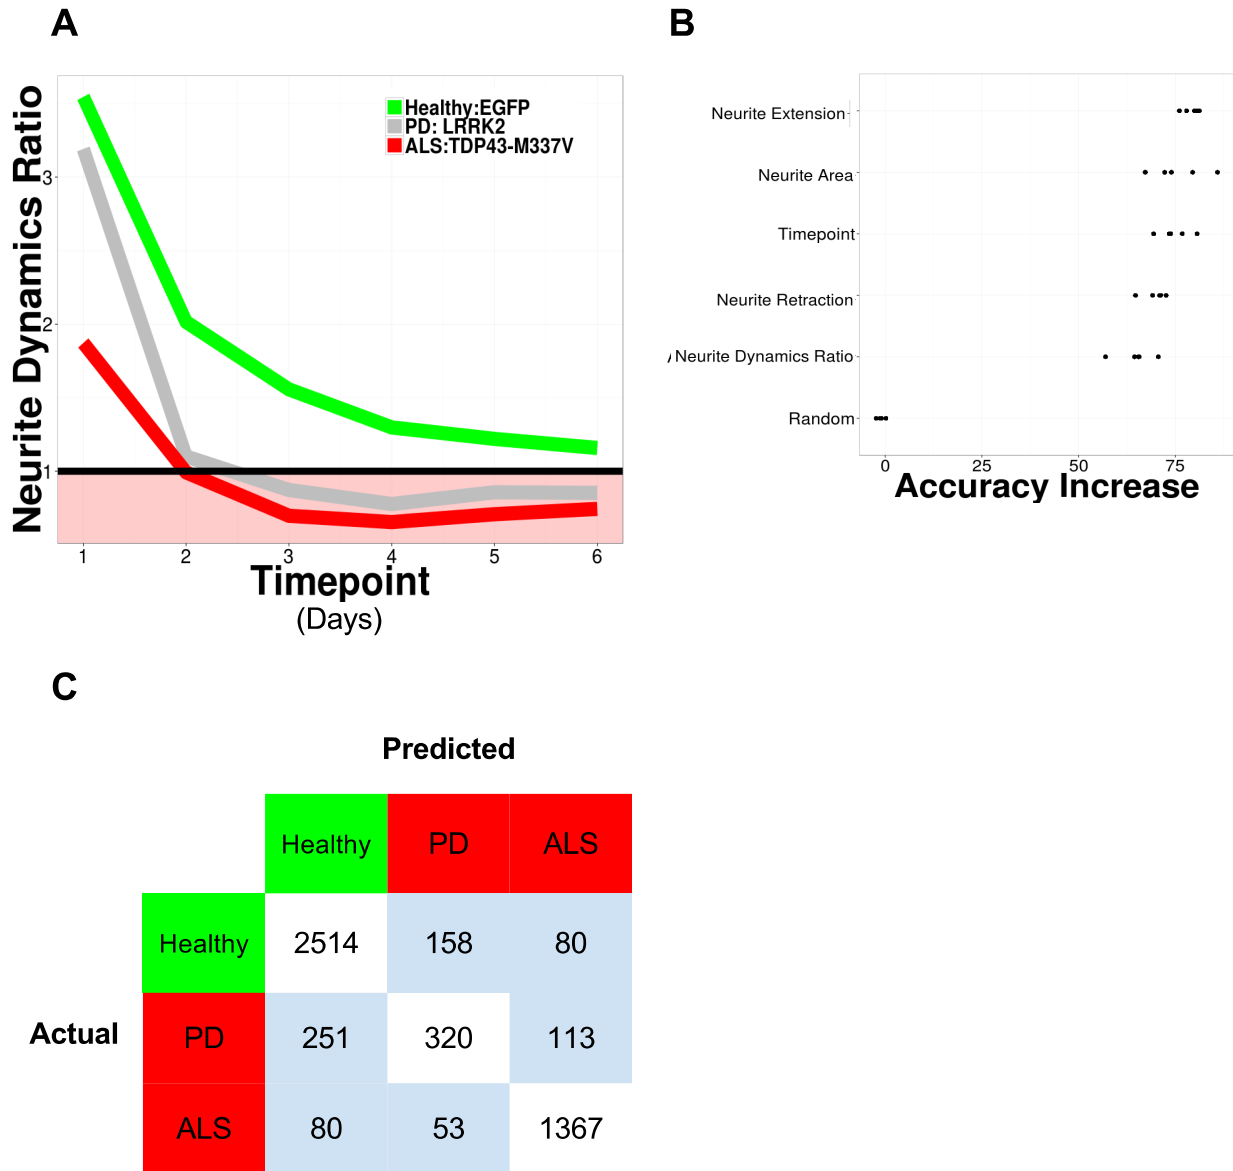 A
Neurite Dynamics Ratio
3
2
1
Healthy:EGFP
PD: LRRK2
ALS:TDP43-M337V
1 2 3 4 5 6
Timepoint
(Days)
B
Neurite Extension
Neurite Area
Timepoint
Neurite Retraction
/ Neurite Dynamics Ratio
Random
0 25 50 75
Accuracy Increase
C
Predicted
Healthy PD ALS
Healthy 2514 158 80
Actual PD 251 320 113
ALS 80 53 1367